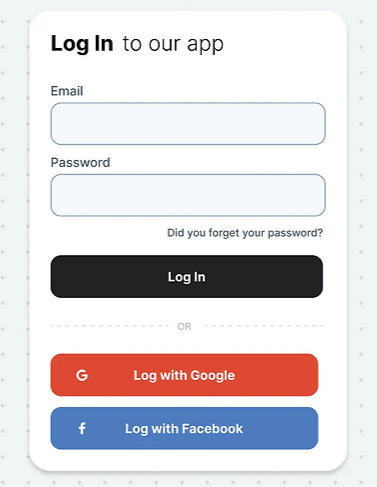 Log In to our app
Email
Password
Did you forget your password?
Log In
OR
G Log with Google
f Log with Facebook